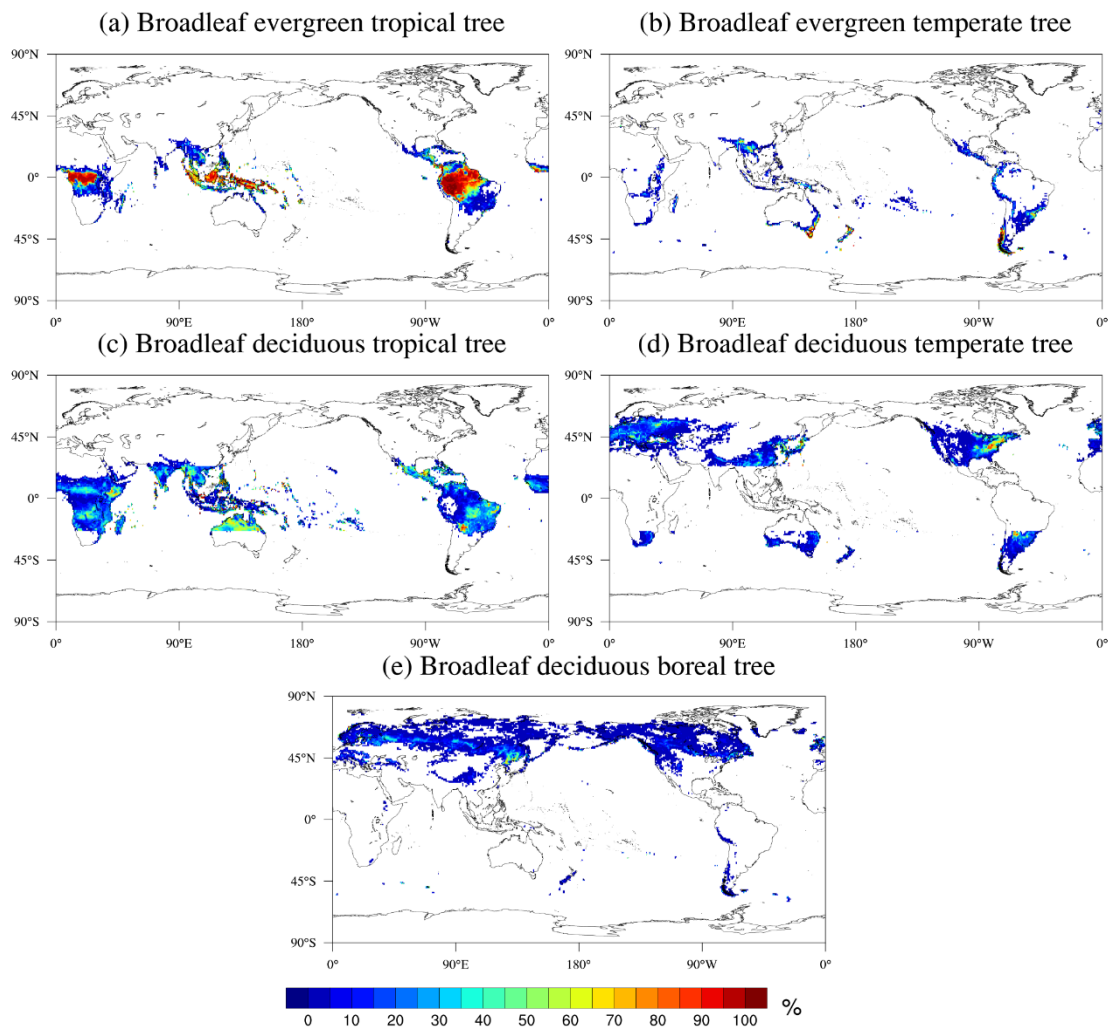 (a) Broadleaf evergreen tropical tree
(b) Broadleaf evergreen temperate tree
90°N
45°N
0°
45°S
90°S
0° 90°E 180° 90°W 0°
90°N
45°N
0°
45°S
90°S
0° 90°E 180° 90°W 0°
(c) Broadleaf deciduous tropical tree
(d) Broadleaf deciduous temperate tree
90°N
45°N
0°
45°S
90°S
0° 90°E 180° 90°W 0°
90°N
45°N
0°
45°S
90°S
0° 90°E 180° 90°W 0°
(e) Broadleaf deciduous boreal tree
90°N
45°N
0°
45°S
90°S
0° 90°E 180° 90°W 0°
0 10 20 30 40 50 60 70 80 90 100 %